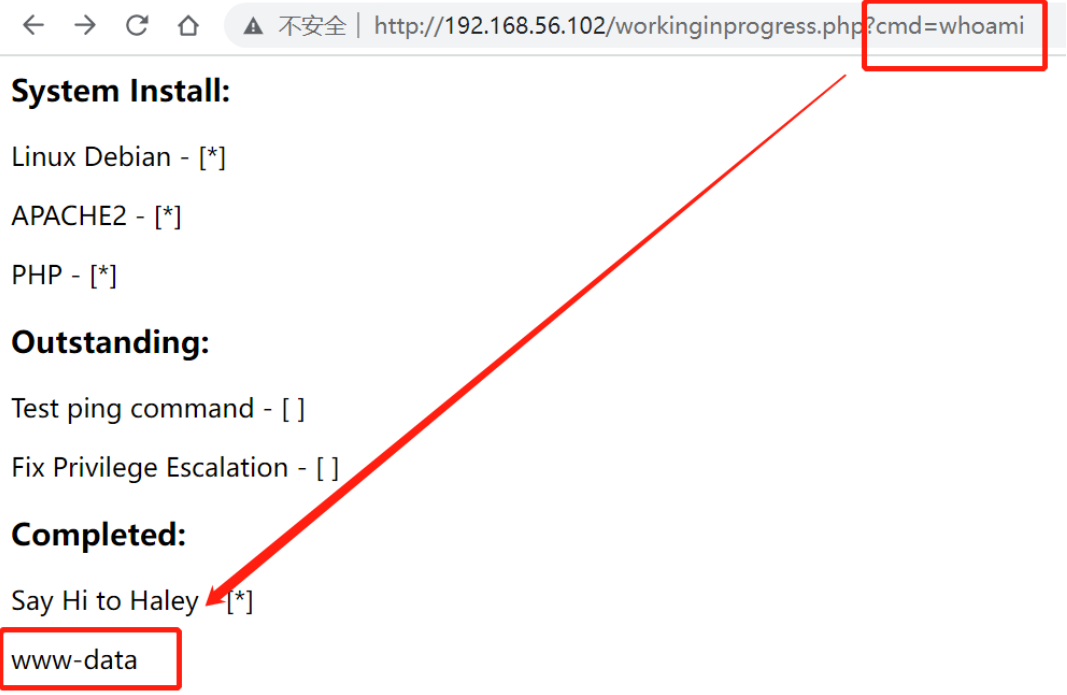 不安全 http://192.168.56.102/workinginprogress.php?cmd=whoami
System Install:
Linux Debian - [*]
APACHE2 - [*]
PHP - [*]
Outstanding:
Test ping command - [ ]
Fix Privilege Escalation - [ ]
Completed:
Say Hi to Haley - [*]
www-data